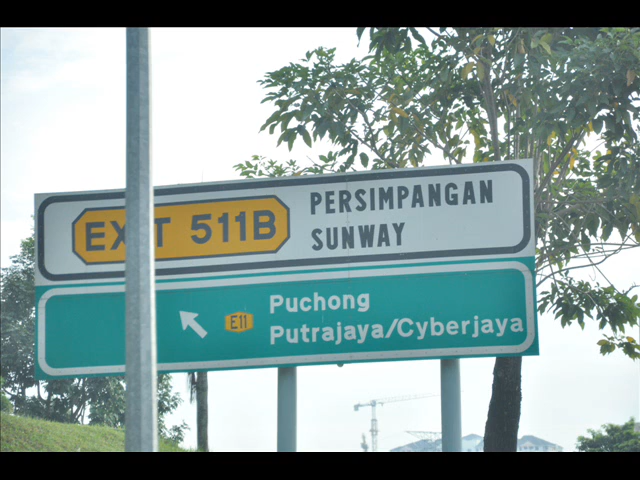 EXIT 511B
PERSIMPANGAN
SUNWAY
E11
Puchong
Putrajaya/Cyberjaya